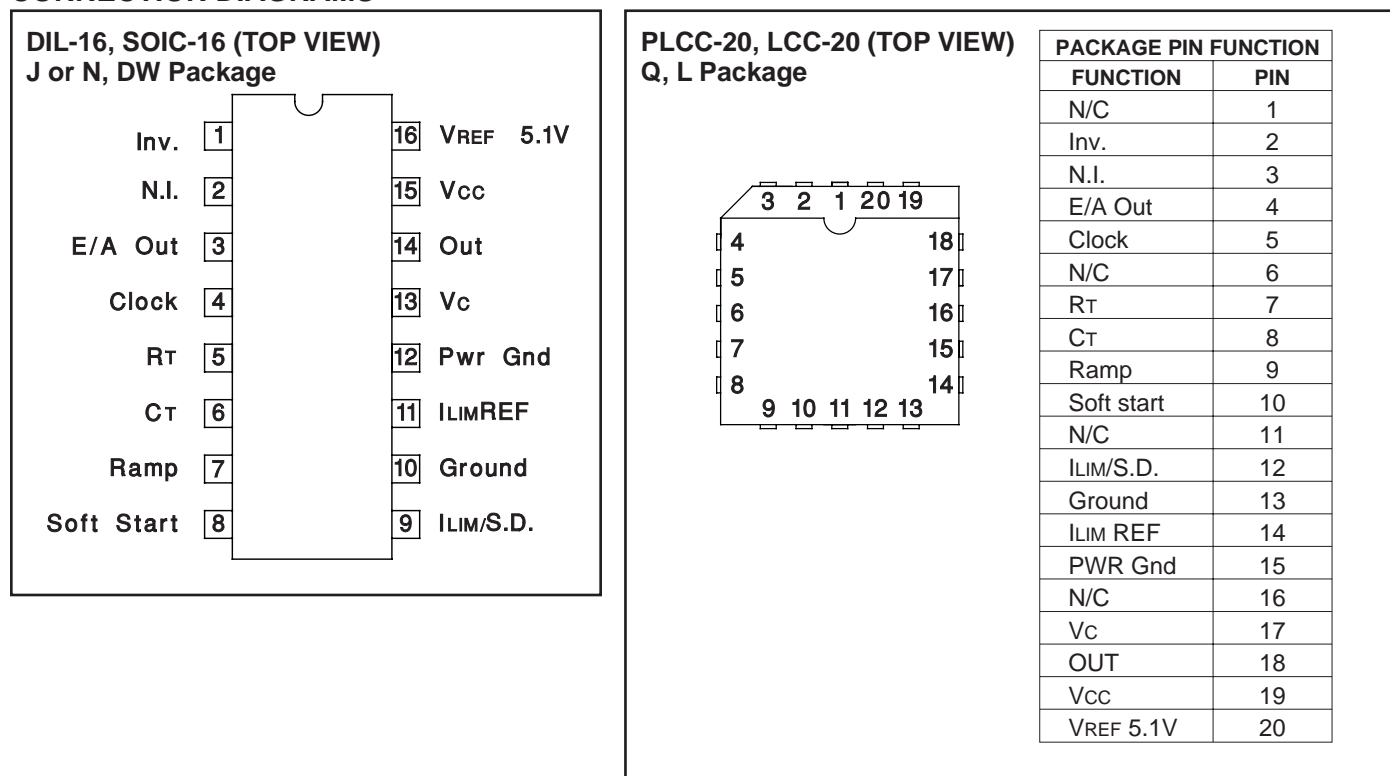 DIL-16, SOIC-16 (TOP VIEW)
J or N, DW Package
Inv. 1 16 VREF 5.1V
N.I. 2 15 VCC
E/A Out 3 14 Out
Clock 4 13 VC
RT 5 12 Pwr Gnd
CT 6 11 ILIMREF
Ramp 7 10 Ground
Soft Start 8 9 ILIM/S.D.
PLCC-20, LCC-20 (TOP VIEW)
Q, L Package
3 2 1 20 19
4 18
5 17
6 16
7 15
8 14
9 10 11 12 13
PACKAGE PIN FUNCTION
FUNCTION PIN
N/C 1
Inv. 2
N.I. 3
E/A Out 4
Clock 5
N/C 6
RT 7
CT 8
Ramp 9
Soft start 10
N/C 11
ILIM/S.D. 12
Ground 13
ILIM REF 14
PWR Gnd 15
N/C 16
VC 17
OUT 18
VCC 19
VREF 5.1V 20